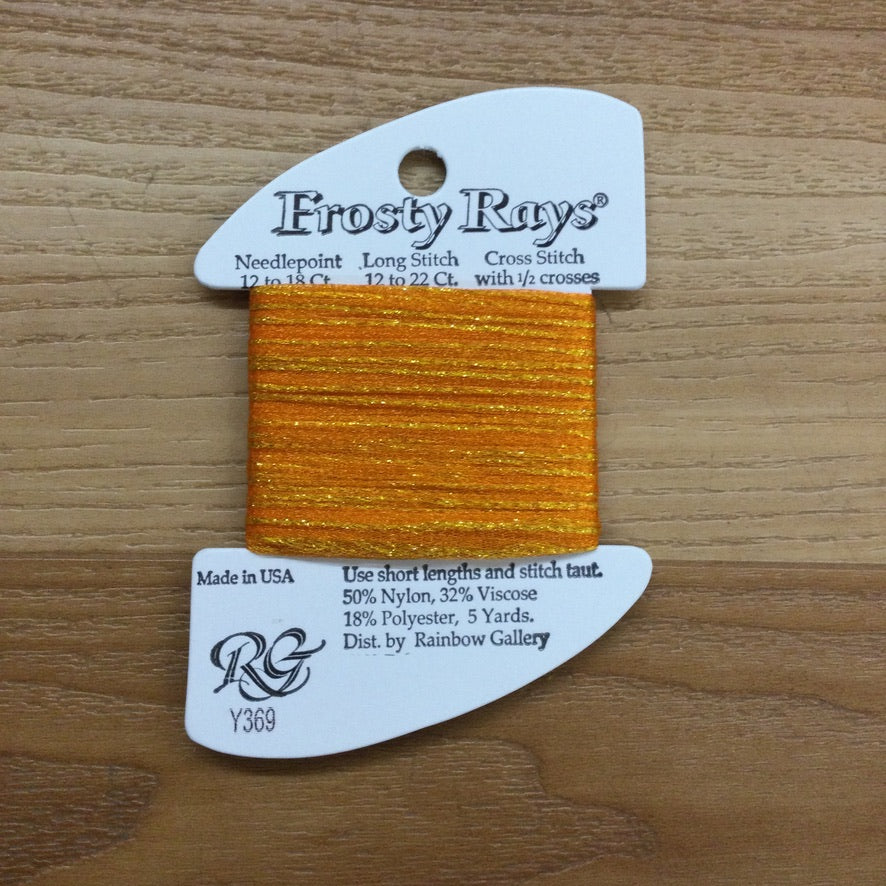 Frosty Rays®
Needlepoint Long Stitch Cross Stitch
12 to 18 Ct. 12 to 22 Ct. with 1/2 crosses
Made in USA
Use short lengths and stitch taut.
50% Nylon, 32% Viscose
18% Polyester, 5 Yards.
Dist. by Rainbow Gallery
RG
Y369